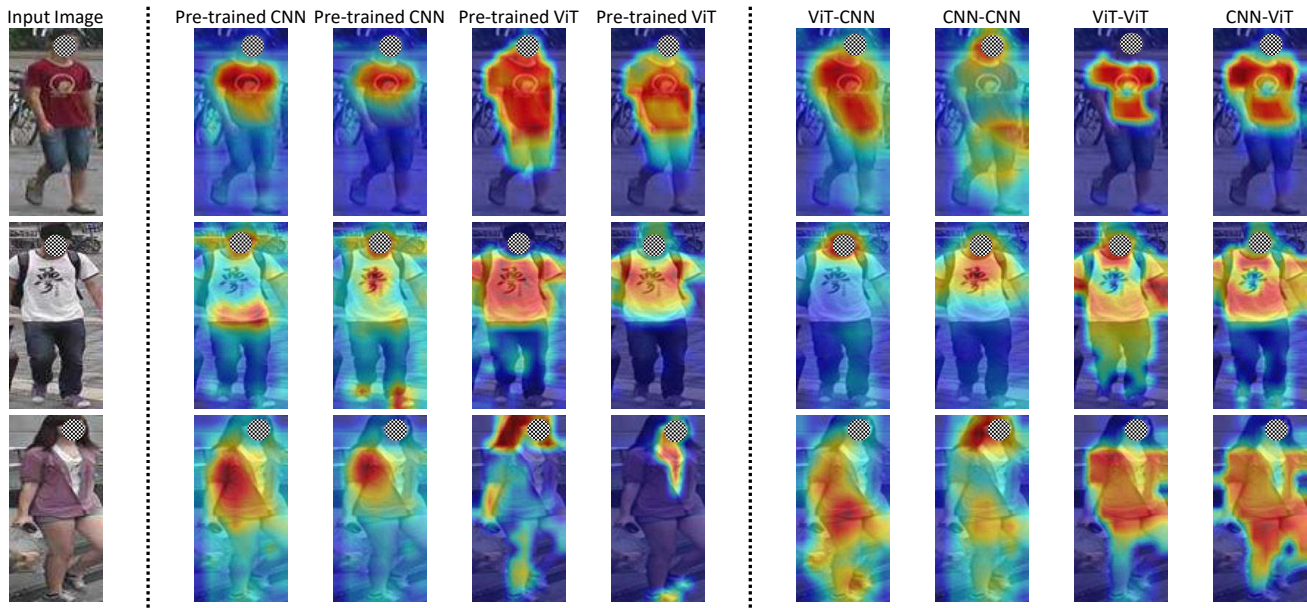 Input Image
Pre-trained CNN
Pre-trained CNN
Pre-trained ViT
Pre-trained ViT
ViT-CNN
CNN-CNN
ViT-ViT
CNN-ViT